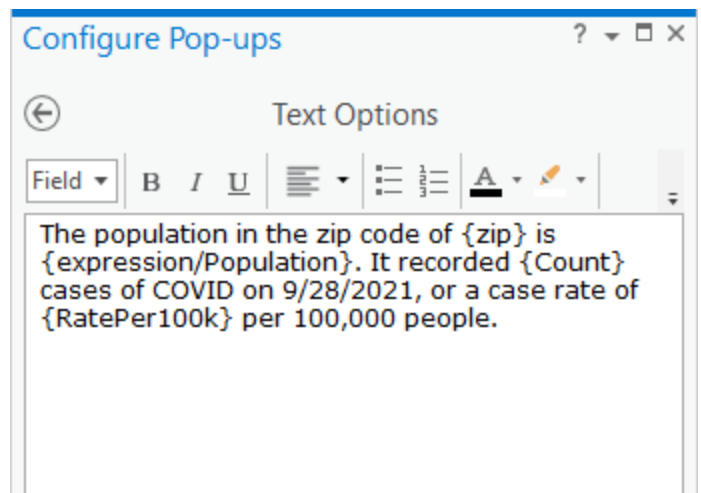 Configure Pop-ups
Text Options
Field B I U A
The population in the zip code of {zip} is
{expression/Population}. It recorded {Count}
cases of COVID on 9/28/2021, or a case rate of
{RatePer100k} per 100,000 people.